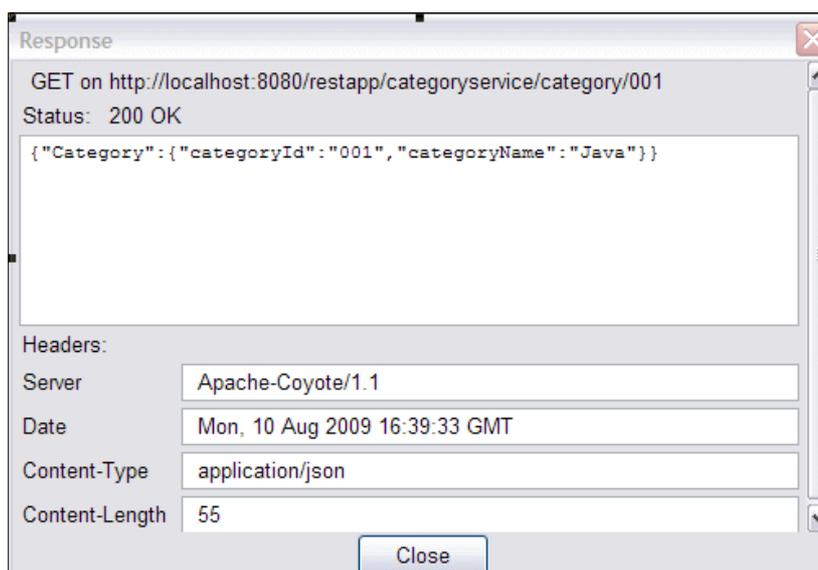 Response
GET on http://localhost:8080/restapp/categoryservice/category/001
Status: 200 OK
{"Category":{"categoryId":"001","categoryName":"Java"}}
Headers:
Server Apache-Coyote/1.1
Date Mon, 10 Aug 2009 16:39:33 GMT
Content-Type application/json
Content-Length 55
Close